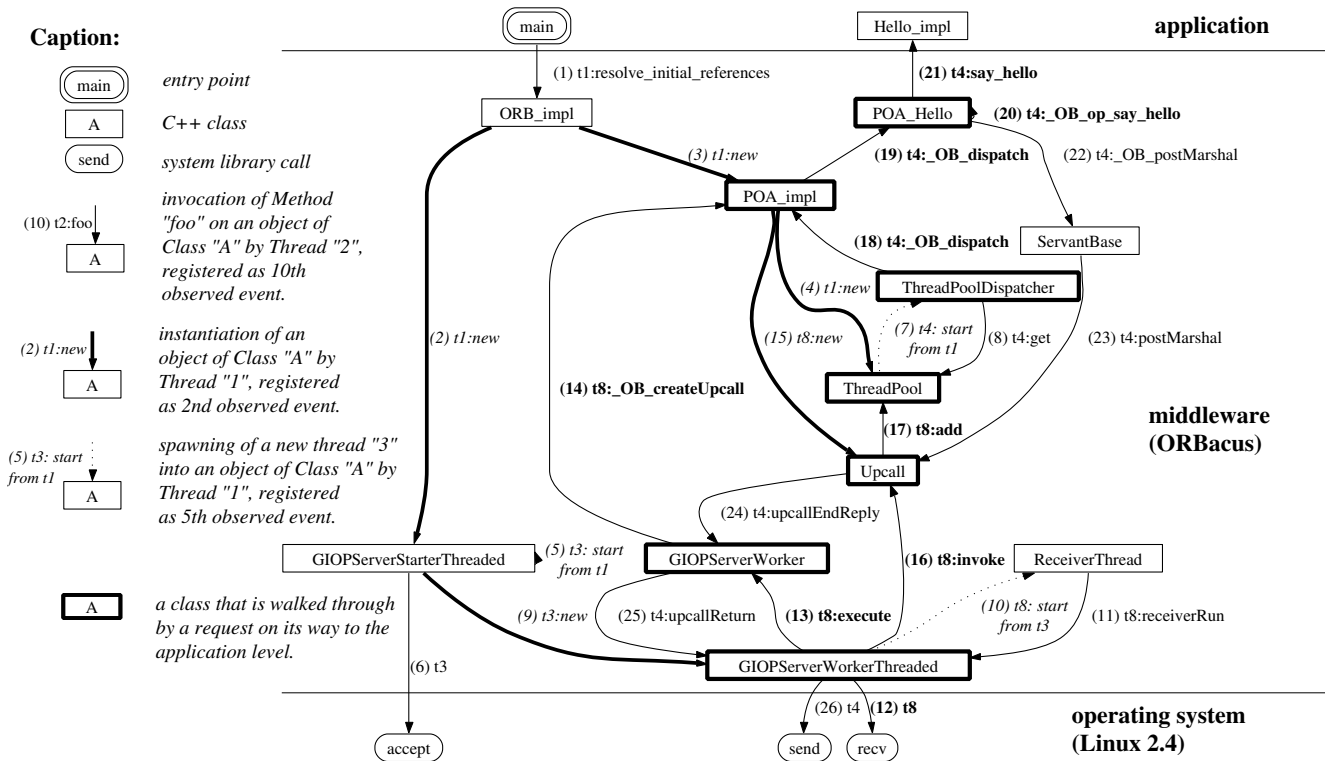 Caption:
main
entry point
A
C++ class
send
system library call
(10) t2:foo
A
invocation of Method
"foo" on an object of
Class "A" by Thread "2",
registered as 10th
observed event.
(2) t1:new
A
instantiation of an
object of Class "A" by
Thread "1", registered
as 2nd observed event.
(5) t3: start
from t1
A
spawning of a new thread "3"
into an object of Class "A" by
Thread "1", registered
as 5th observed event.
A
a class that is walked through
by a request on its way to the
application level.
main
Hello_impl
application
(1) t1:resolve_initial_references
(21) t4:say_hello
ORB_impl
POA_Hello
(20) t4:_OB_op_say_hello
(3) t1:new
(19) t4:_OB_dispatch
(22) t4:_OB_postMarshal
POA_impl
(18) t4:_OB_dispatch
ServantBase
(4) t1:new
ThreadPoolDispatcher
(2) t1:new
(15) t8:new
(7) t4: start
from t1
(8) t4:get
(23) t4:postMarshal
(14) t8:_OB_createUpcall
ThreadPool
middleware
(ORBacus)
(17) t8:add
Upcall
(24) t4:upcallEndReply
GIOPServerStarterThreaded
(5) t3: start
from t1
GIOPServerWorker
(16) t8:invoke
ReceiverThread
(9) t3:new
(25) t4:upcallReturn
(13) t8:execute
(10) t8: start
from t3
(11) t8:receiverRun
(6) t3
GIOPServerWorkerThreaded
(26) t4
(12) t8
operating system
(Linux 2.4)
accept
send
recv